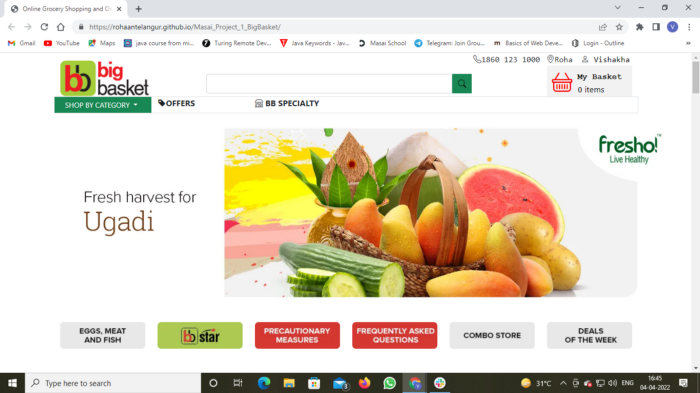 Online Grocery Shopping and Gr
https://rohaantelangur.github.io/Masai_Project_1_BigBasket/
Gmail
YouTube
Maps
java course from mi...
Turing Remote Dev...
Java Keywords - Jav...
Masai School
Telegram: Join Grou...
Basics of Web Deve...
Login - Outline
»
1860 123 1000
Roha
Vishakha
bb
big
basket
My Basket
0 items
SHOP BY CATEGORY
OFFERS
BB SPECIALTY
fresho!™
Live Healthy
Fresh harvest for
Ugadi
EGGS, MEAT
AND FISH
bb star
PRECAUTIONARY
MEASURES
FREQUENTLY ASKED
QUESTIONS
COMBO STORE
DEALS
OF THE WEEK
Type here to search
31°C
ENG
16:45
04-04-2022